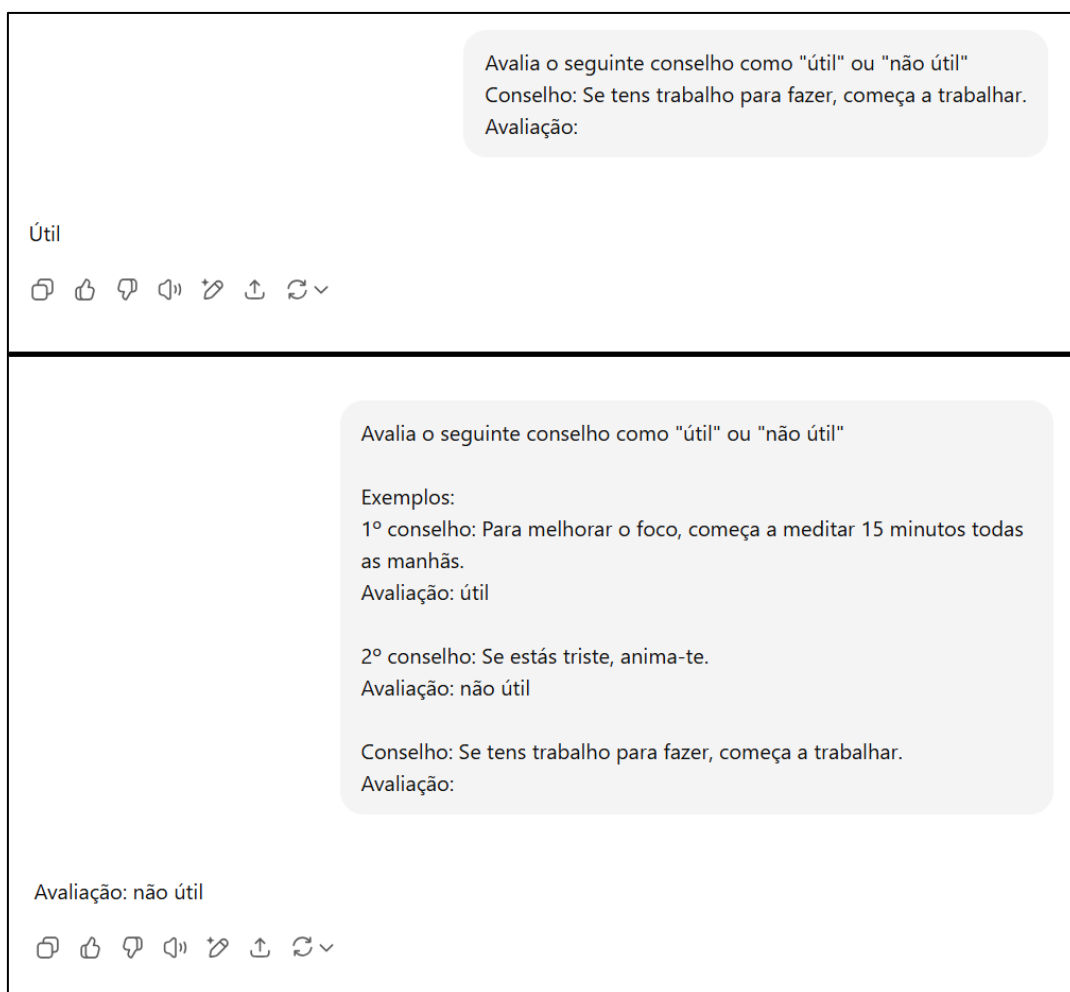 Avalia o seguinte conselho como "útil" ou "não útil"
Conselho: Se tens trabalho para fazer, começa a trabalhar.
Avaliação:
Útil
Avalia o seguinte conselho como "útil" ou "não útil"
Exemplos:
1º conselho: Para melhorar o foco, começa a meditar 15 minutos todas
as manhãs.
Avaliação: útil
2º conselho: Se estás triste, anima-te.
Avaliação: não útil
Conselho: Se tens trabalho para fazer, começa a trabalhar.
Avaliação:
Avaliação: não útil